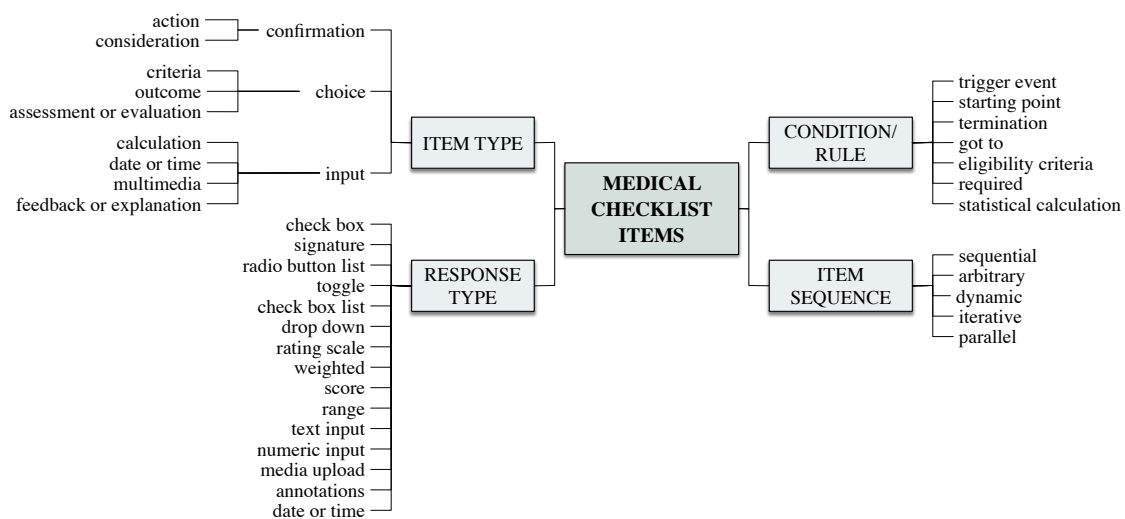 action
consideration
confirmation
criteria
outcome
assessment or evaluation
choice
calculation
date or time
multimedia
feedback or explanation
input
ITEM TYPE
check box
signature
radio button list
toggle
check box list
drop down
rating scale
weighted
score
range
text input
numeric input
media upload
annotations
date or time
RESPONSE
TYPE
MEDICAL
CHECKLIST
ITEMS
CONDITION/
RULE
trigger event
starting point
termination
got to
eligibility criteria
required
statistical calculation
ITEM
SEQUENCE
sequential
arbitrary
dynamic
iterative
parallel